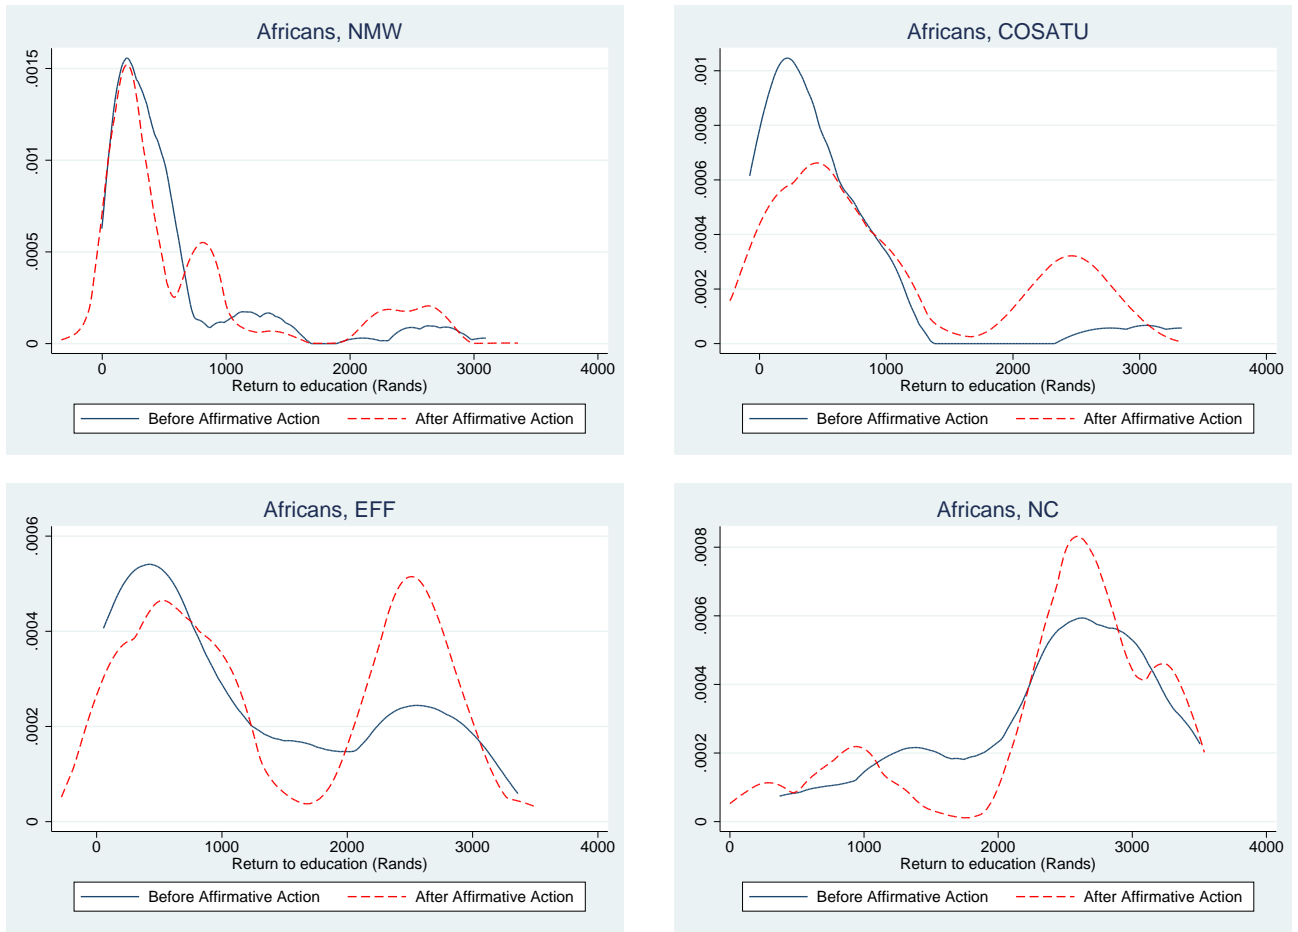 Africans, NMW
0 .0005 .001 .0015
0 1000 2000 3000 4000
Return to education (Rands)
Before Affirmative Action After Affirmative Action
Africans, COSATU
0 .0002 .0004 .0006 .0008 .001
0 1000 2000 3000 4000
Return to education (Rands)
Before Affirmative Action After Affirmative Action
Africans, EFF
0 .0002 .0004 .0006
0 1000 2000 3000 4000
Return to education (Rands)
Before Affirmative Action After Affirmative Action
Africans, NC
0 .0002 .0004 .0006 .0008
0 1000 2000 3000 4000
Return to education (Rands)
Before Affirmative Action After Affirmative Action